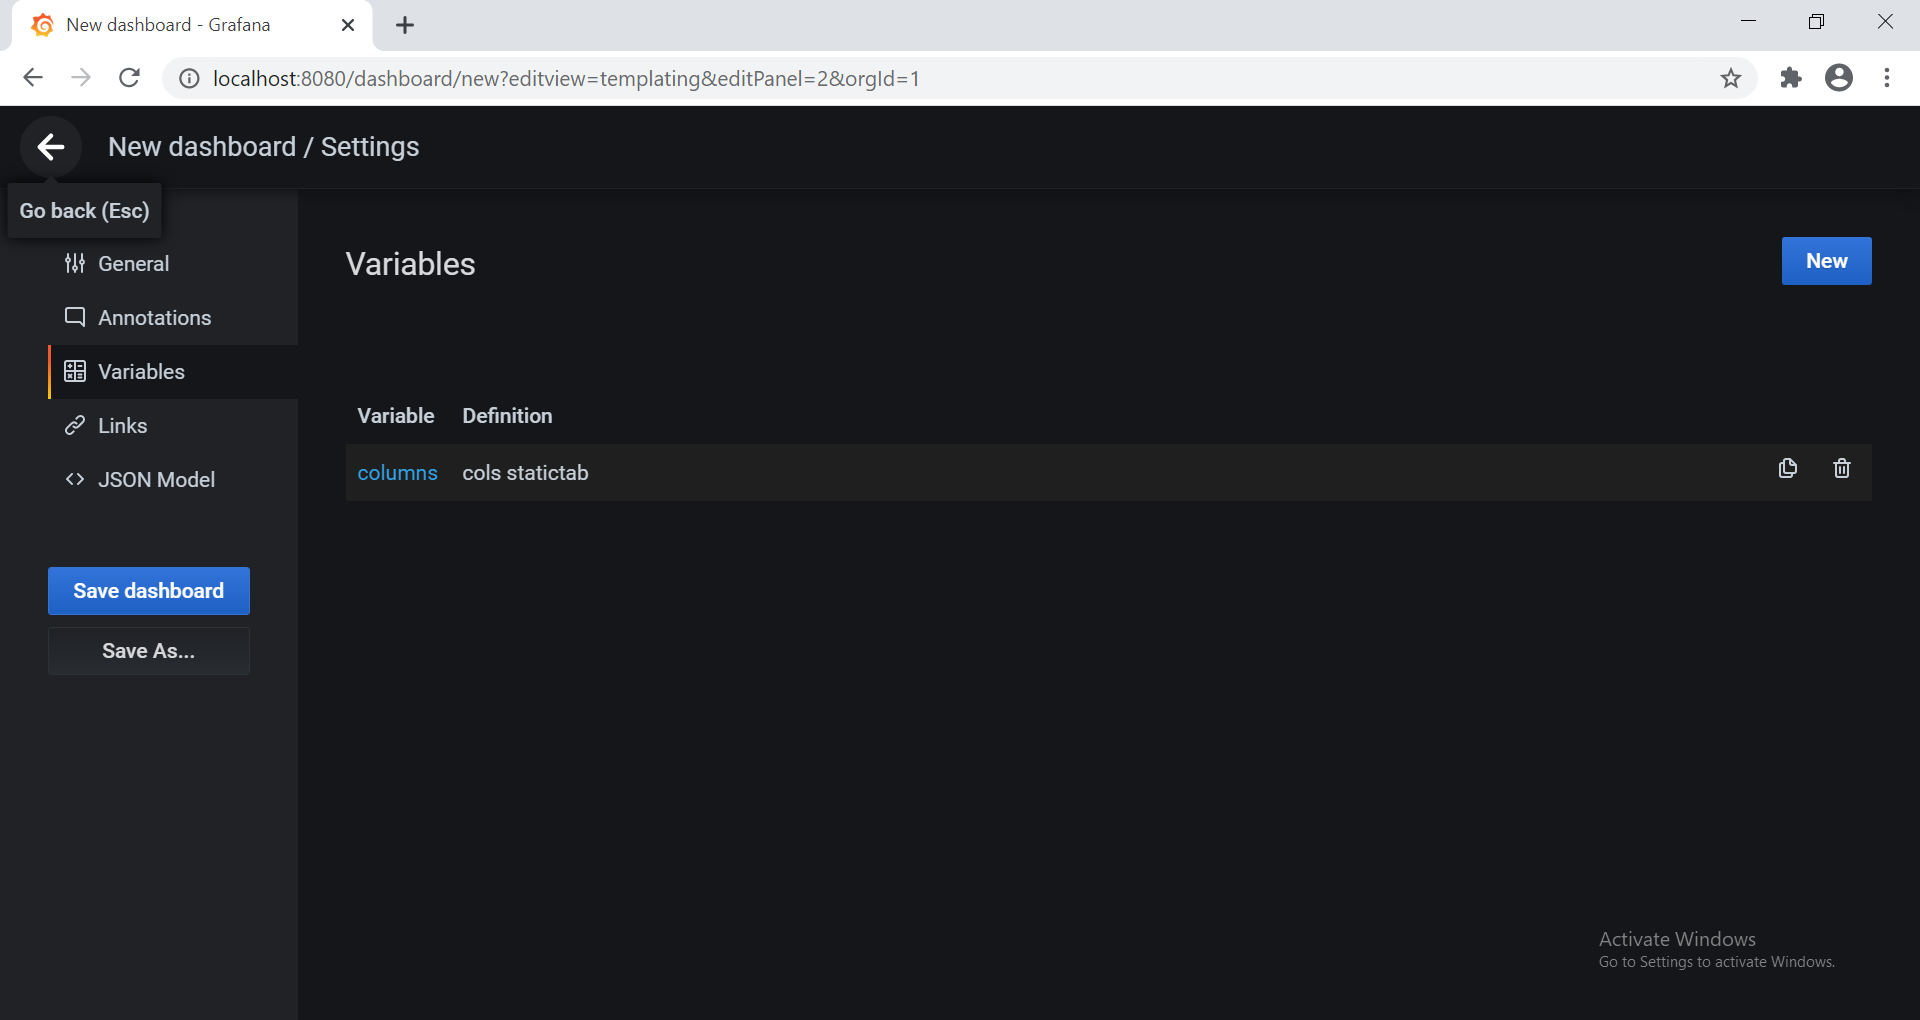 New dashboard - Grafana
localhost:8080/dashboard/new?editview=templating&editPanel=2&orgId=1
New dashboard / Settings
Go back (Esc)
General
Annotations
Variables
Links
JSON Model
Save dashboard
Save As...
Variables
New
Variable Definition
columns cols statictab
Activate Windows
Go to Settings to activate Windows.